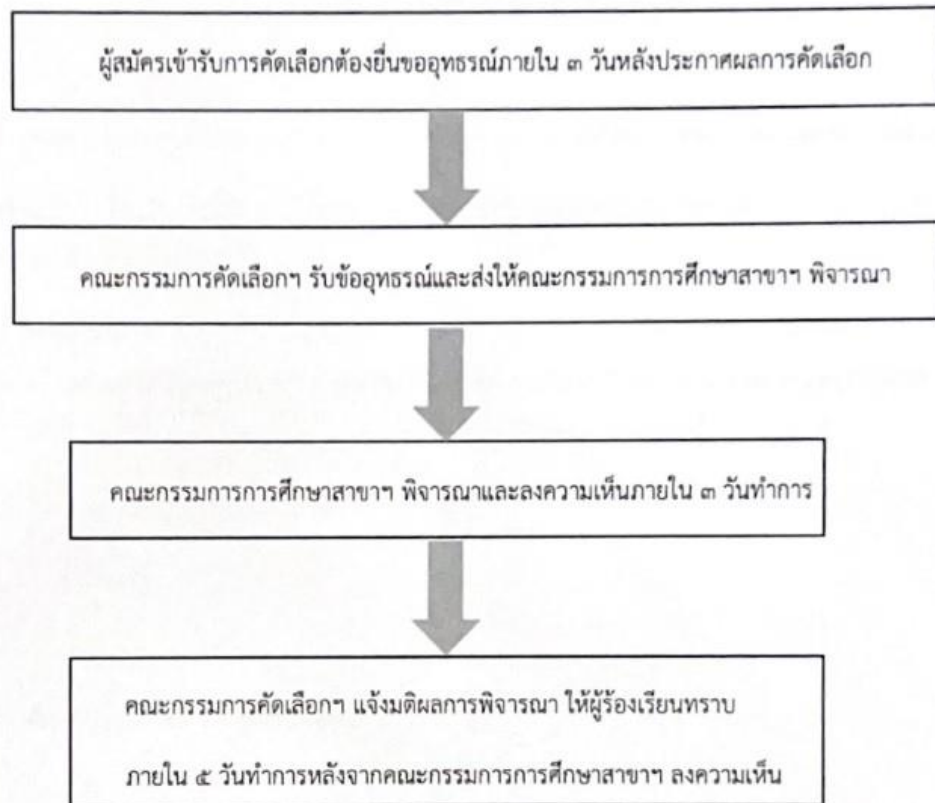 ผู้สมัครเข้ารับการคัดเลือกต้องยื่นขออุทธรณ์ภายใน ๓ วันหลังประกาศผลการคัดเลือก
คณะกรรมการคัดเลือกฯ รับข้ออุทธรณ์และส่งให้คณะกรรมการการศึกษาสาขาฯ พิจารณา
คณะกรรมการการศึกษาสาขาฯ พิจารณาและลงความเห็นภายใน ๓ วันทำการ
คณะกรรมการคัดเลือกฯ แจ้งมติผลการพิจารณา ให้ผู้ร้องเรียนทราบ
ภายใน ๕ วันทำการหลังจากคณะกรรมการการศึกษาสาขาฯ ลงความเห็น